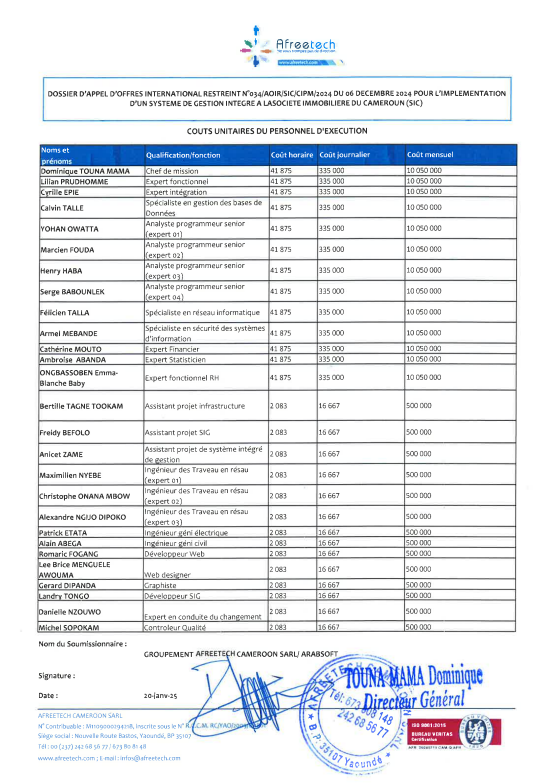 Afreetech
www.afreetech.com
DOSSIER D'APPEL D'OFFRES INTERNATIONAL RESTREINT N°034/AOIR/SIC/CIPM/2024 DU 06 DECEMBRE 2024 POUR L'IMPLEMENTATION
D'UN SYSTEME DE GESTION INTEGRE A LASOCIETE IMMOBILIERE DU CAMEROUN (SIC)
COUTS UNITAIRES DU PERSONNEL D'EXECUTION
Noms et prénoms Qualification/fonction Coût horaire Coût journalier Coût mensuel
Dominique TOUNA MAMA Chef de mission 41 875 335 000 10 050 000
Lilian PRUDHOMME Expert fonctionnel 41 875 335 000 10 050 000
Cyrille EPIE Expert intégration 41 875 335 000 10 050 000
Calvin TALLE Spécialiste en gestion des bases de Données 41 875 335 000 10 050 000
YOHAN OWATTA Analyste programmeur senior (expert 01) 41 875 335 000 10 050 000
Marcien FOUDA Analyste programmeur senior (expert 02) 41 875 335 000 10 050 000
Henry HABA Analyste programmeur senior (expert 03) 41 875 335 000 10 050 000
Serge BABOUNLEK Analyste programmeur senior (expert 04) 41 875 335 000 10 050 000
Félicien TALLA Spécialiste en réseau informatique 41 875 335 000 10 050 000
Armel MEBANDE Spécialiste en sécurité des systèmes d'information 41 875 335 000 10 050 000
Cathérine MOUTO Expert Financier 41 875 335 000 10 050 000
Ambroise ABANDA Expert Statisticien 41 875 335 000 10 050 000
ONGBASSOBEN Emma-Blanche Baby Expert fonctionnel RH 41 875 335 000 10 050 000
Bertille TAGNE TOOKAM Assistant projet infrastructure 2 083 16 667 500 000
Freidy BEFOLO Assistant projet SIG 2 083 16 667 500 000
Anicet ZAME Assistant projet de système intégré de gestion 2 083 16 667 500 000
Maximilien NYEBE Ingénieur des Traveau en résau (expert 01) 2 083 16 667 500 000
Christophe ONANA MBOW Ingénieur des Traveau en résau (expert 02) 2 083 16 667 500 000
Alexandre NGIJO DIPOKO Ingénieur des Traveau en résau (expert 03) 2 083 16 667 500 000
Patrick ETATA Ingénieur géni électrique 2 083 16 667 500 000
Alain ABEGA Ingénieur géni civil 2 083 16 667 500 000
Romaric FOGANG Développeur Web 2 083 16 667 500 000
Lee Brice MENGUELE AWOUMA Web designer 2 083 16 667 500 000
Gerard DIPANDA Graphiste 2 083 16 667 500 000
Landry TONGO Développeur SIG 2 083 16 667 500 000
Danielle NZOUWO Expert en conduite du changement 2 083 16 667 500 000
Michel SOPOKAM Controleur Qualité 2 083 16 667 500 000
Nom du Soumissionnaire :
GROUPEMENT AFREETECH CAMEROON SARL/ ARABSOFT
Signature :
TOUNA MAMA Dominique
Directeur Général
Date : 20-janv-25
Tél: 673 808 148
242 68 56 77
B.P. 35107 Yaoundé
AFREETECH CAMEROON SARL
Siège social : Nouvelle Route Bastos, Yaoundé, BP 35107
Tél : 00 (237) 242 68 56 77 / 673 80 81 48
www.afreetech.com ; E-mail : infos@afreetech.com
ISO 9001:2015
BUREAU VERITAS
Certification